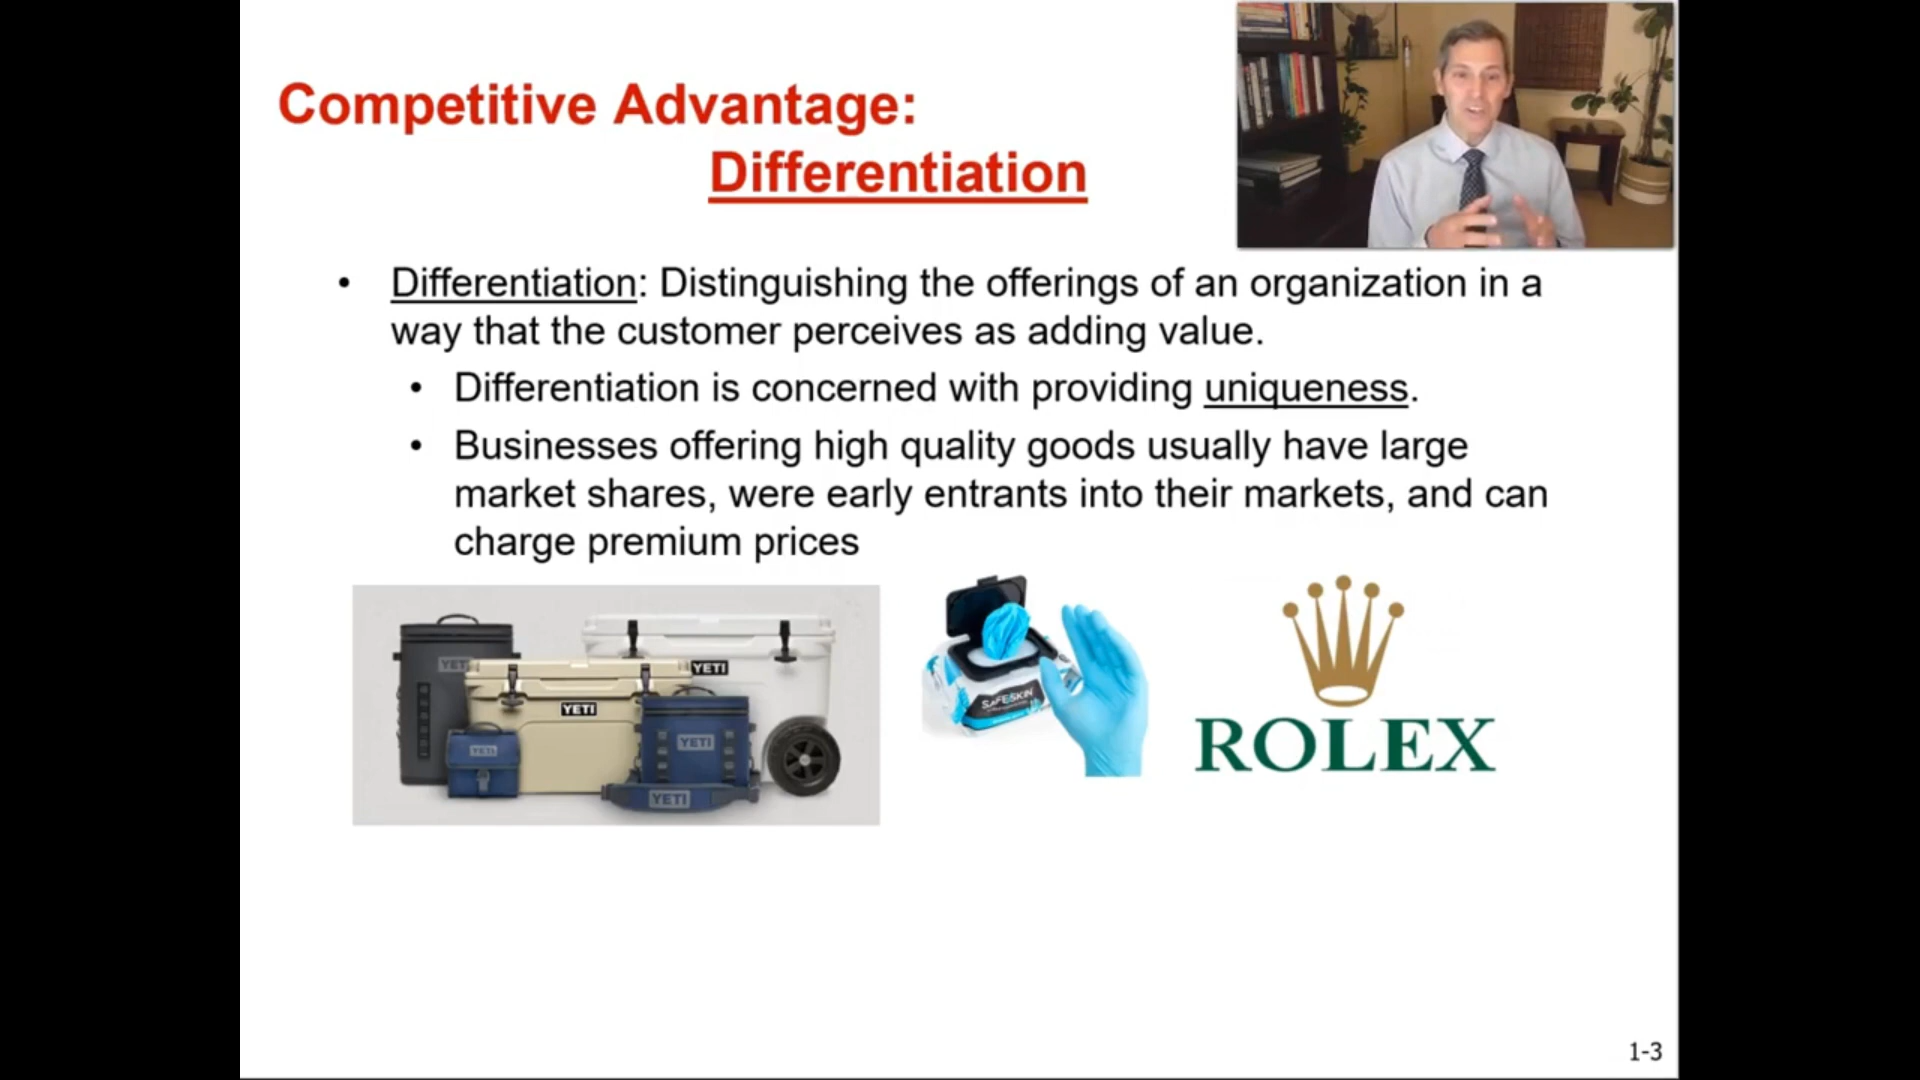 Competitive Advantage:
Differentiation
• Differentiation: Distinguishing the offerings of an organization in a
way that the customer perceives as adding value.
• Differentiation is concerned with providing uniqueness.
• Businesses offering high quality goods usually have large
market shares, were early entrants into their markets, and can
charge premium prices
YETI
YETI
YETI
YETI
YETI
YETI
SAFESKIN
ROLEX
1-3